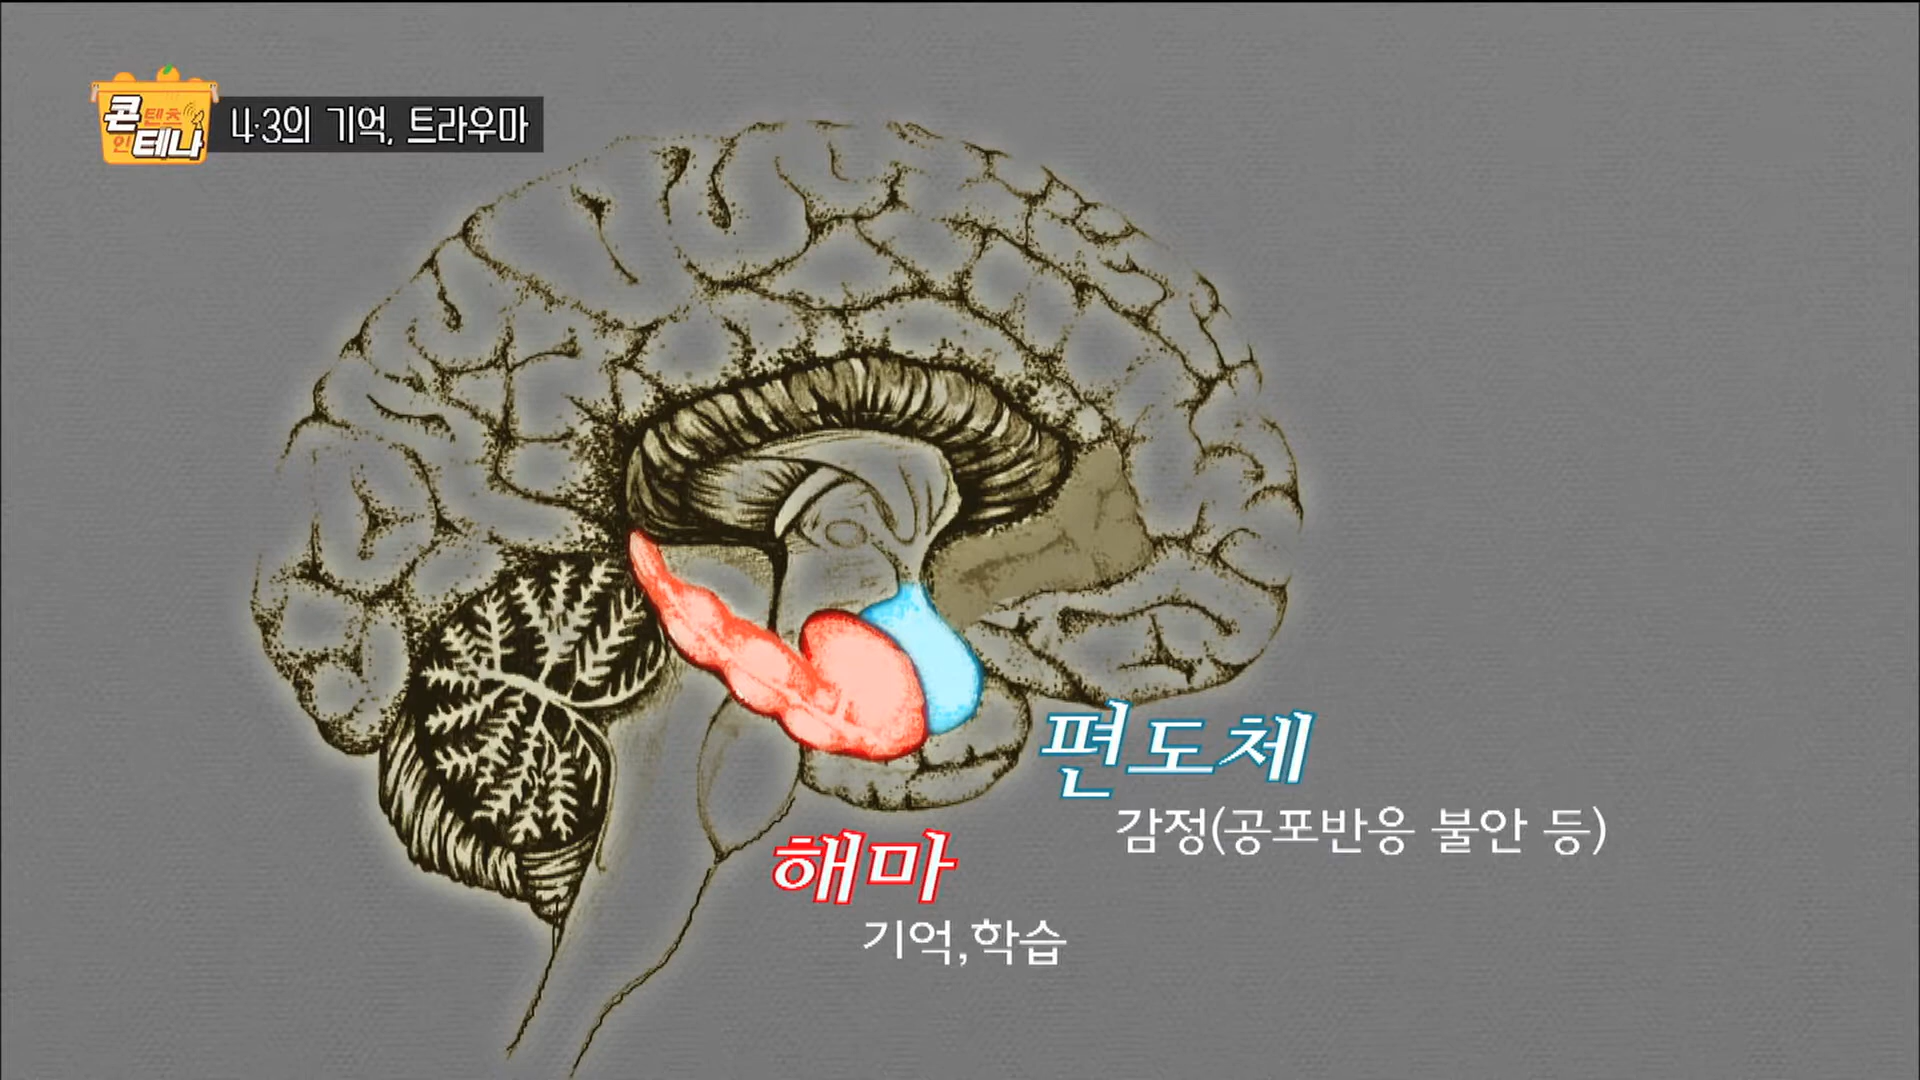 콘텐츠
인테나
4·3의 기억, 트라우마
편도체
감정(공포반응 불안 등)
해마
기억,학습